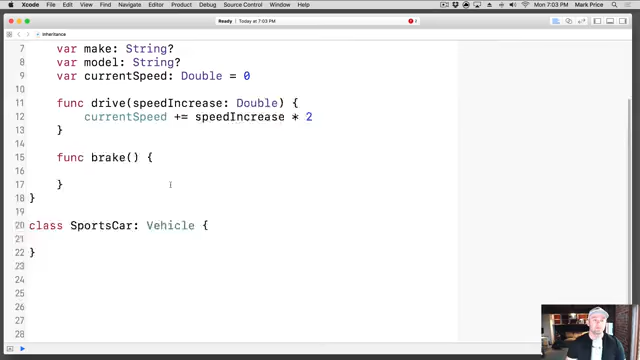 Xcode File Edit View Find Navigate Editor Product Debug Source Control Window Help Mon 7:03 PM Mark Price
Ready Today at 7:03 PM 2
inheritance
7 var make: String?
8 var model: String?
9 var currentSpeed: Double = 0
10
11 func drive(speedIncrease: Double) {
12 currentSpeed += speedIncrease * 2
13 }
14
15 func brake() {
16
17 }
18 }
19
20 class SportsCar: Vehicle {
21
22 }
23
24
25
26
27
28